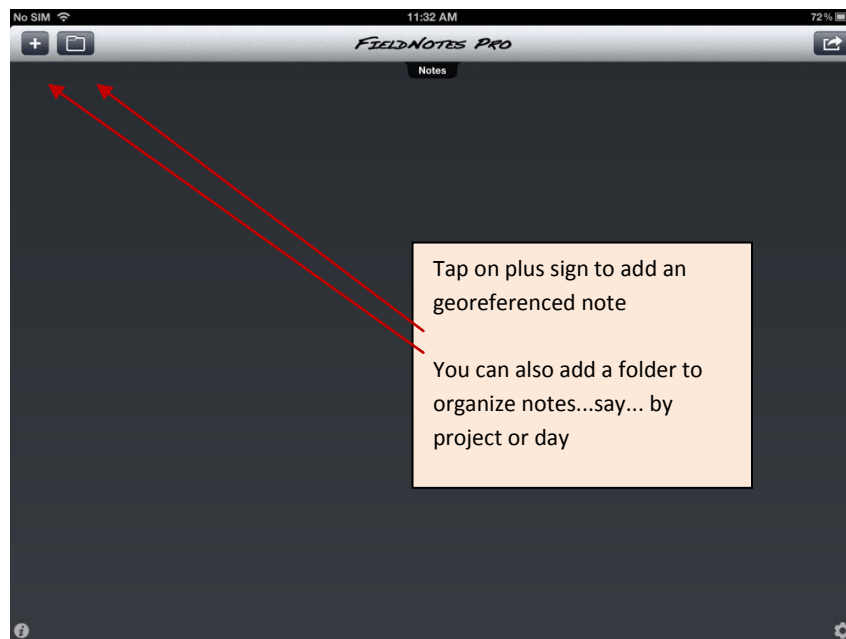 No SIM 11:32 AM 72%
+ FIELDNOTES PRO
Notes
Tap on plus sign to add an
georeferenced note
You can also add a folder to
organize notes...say... by
project or day